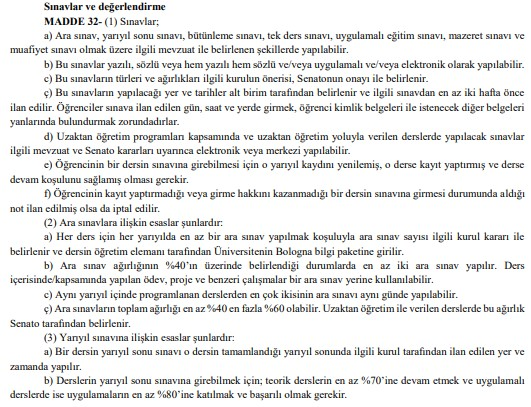 Sınavlar ve değerlendirme
MADDE 32- (1) Sınavlar;
a) Ara sınav, yarıyıl sonu sınavı, bütünleme sınavı, tek ders sınavı, uygulamalı eğitim sınavı, mazeret sınavı ve
muafiyet sınavı olmak üzere ilgili mevzuat ile belirlenen şekillerde yapılabilir.
b) Bu sınavlar yazılı, sözlü veya hem yazılı hem sözlü ve/veya uygulamalı ve/veya elektronik olarak yapılabilir.
c) Bu sınavların türleri ve ağırlıkları ilgili kurulun önerisi, Senatonun onayı ile belirlenir.
ç) Bu sınavların yapılacağı yer ve tarihler alt birim tarafından belirlenir ve ilgili sınavdan en az iki hafta önce
ilan edilir. Öğrenciler sınava ilan edilen gün, saat ve yerde girmek, öğrenci kimlik belgeleri ile istenecek diğer belgeleri
yanlarında bulundurmak zorundadırlar.
d) Uzaktan öğretim programları kapsamında ve uzaktan öğretim yoluyla verilen derslerde yapılacak sınavlar
ilgili mevzuat ve Senato kararları uyarınca elektronik veya merkezi yapılabilir.
e) Öğrencinin bir dersin sınavına girebilmesi için o yarıyıl kaydını yenilemiş, o derse kayıt yaptırmış ve derse
devam koşulunu sağlamış olması gerekir.
f) Öğrencinin kayıt yaptırmadığı veya girme hakkını kazanmadığı bir dersin sınavına girmesi durumunda aldığı
not ilan edilmiş olsa da iptal edilir.
(2) Ara sınavlara ilişkin esaslar şunlardır:
a) Her ders için her yarıyılda en az bir ara sınav yapılmak koşuluyla ara sınav sayısı ilgili kurul kararı ile
belirlenir ve dersin öğretim elemanı tarafından Üniversitenin Bologna bilgi paketine girilir.
b) Ara sınav ağırlığının %40’ın üzerinde belirlendiği durumlarda en az iki ara sınav yapılır. Ders
içerisinde/kapsamında yapılan ödev, proje ve benzeri çalışmalar bir ara sınav yerine kullanılabilir.
c) Aynı yarıyıl içinde programlanan derslerden en çok ikisinin ara sınavı aynı günde yapılabilir.
ç) Ara sınavların toplam ağırlığı en az %40 en fazla %60 olabilir. Uzaktan öğretim ile verilen derslerde bu ağırlık
Senato tarafından belirlenir.
(3) Yarıyıl sınavına ilişkin esaslar şunlardır:
a) Bir dersin yarıyıl sonu sınavı o dersin tamamlandığı yarıyıl sonunda ilgili kurul tarafından ilan edilen yer ve
zamanda yapılır.
b) Derslerin yarıyıl sonu sınavına girebilmek için; teorik derslerin en az %70’ine devam etmek ve uygulamalı
derslerde ise uygulamaların en az %80’ine katılmak ve başarılı olmak gerekir.